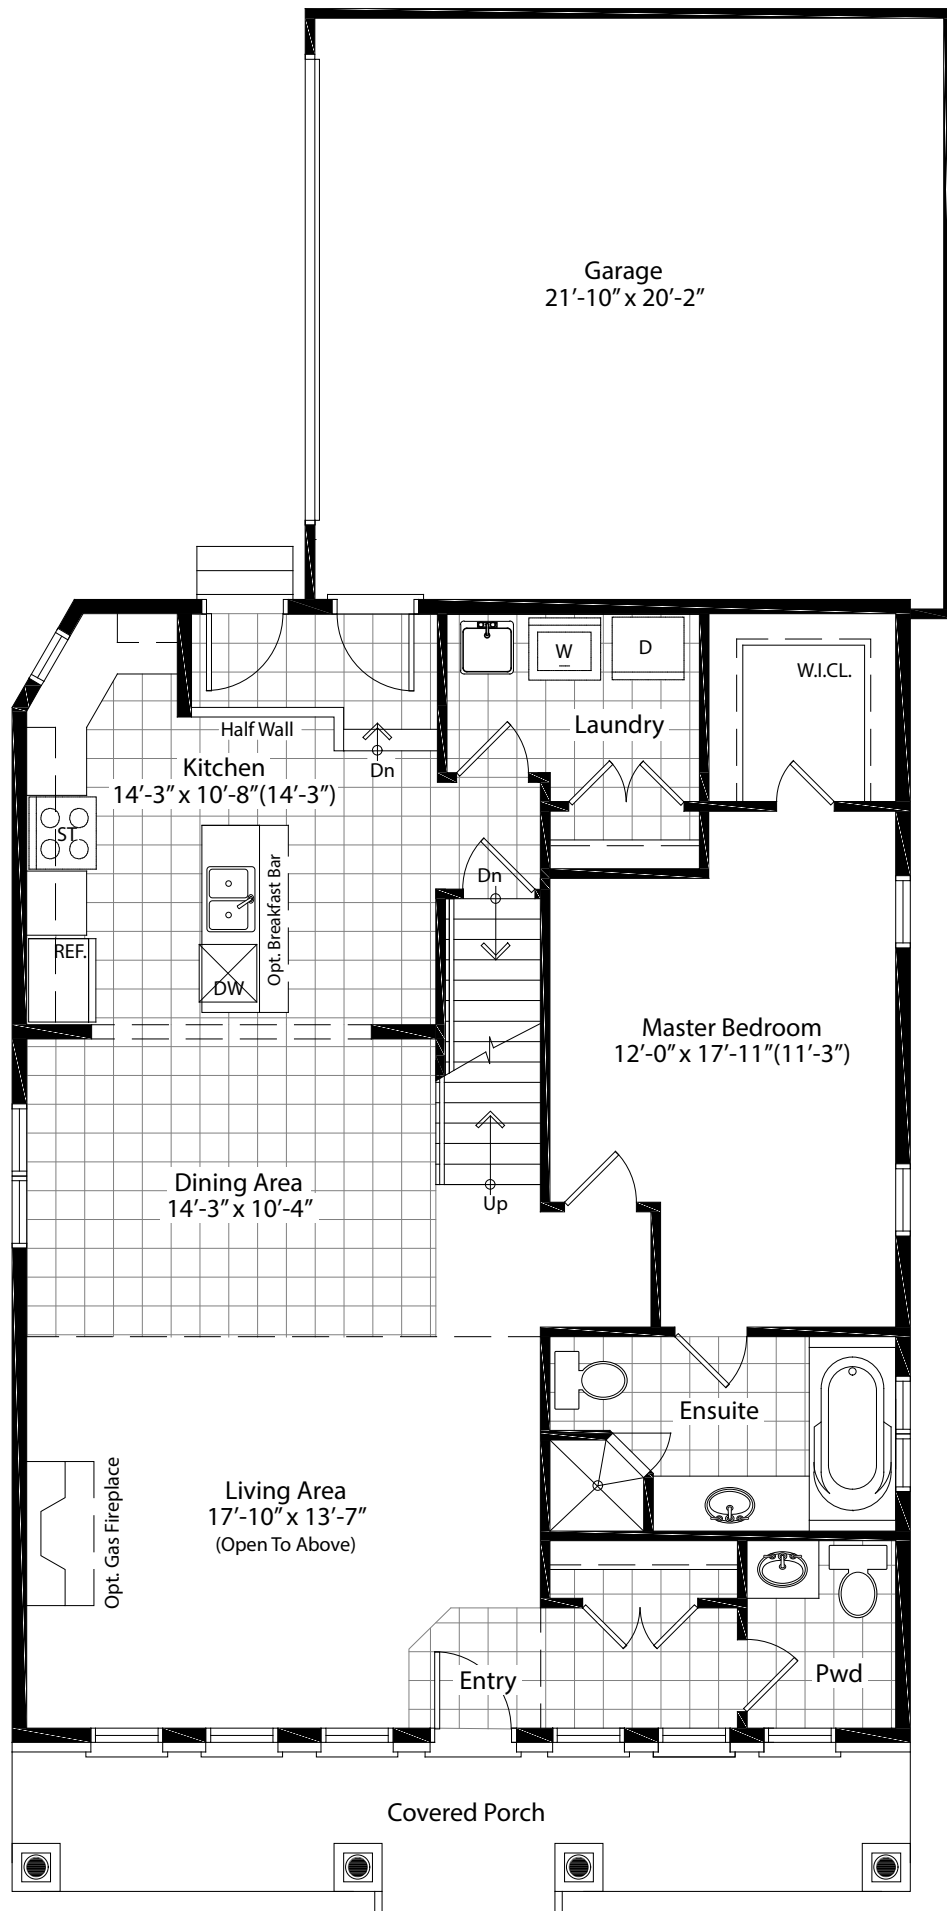 Garage
21’-10” x 20’-2”
W
D
W.I.CL.
Laundry
Half Wall
Dn
Kitchen
14’-3” x 10’-8”(14’-3”)
ST
Dn
Opt. Breakfast Bar
REF.
DW
Master Bedroom
12’-0” x 17’-11”(11’-3”)
Dining Area
14’-3” x 10’-4”
Up
Ensuite
Opt. Gas Fireplace
Living Area
17’-10” x 13’-7”
(Open To Above)
Entry
Pwd
Covered Porch